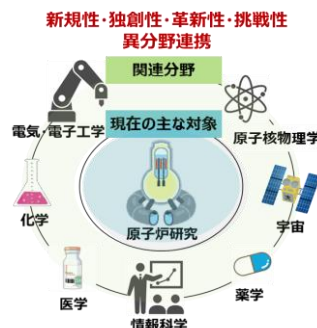 新規性・独創性・革新性・挑戦性
異分野連携
関連分野
電気・電子工学
現在の主な対象
原子核物理学
化学
原子炉研究
宇宙
医学
薬学
情報科学